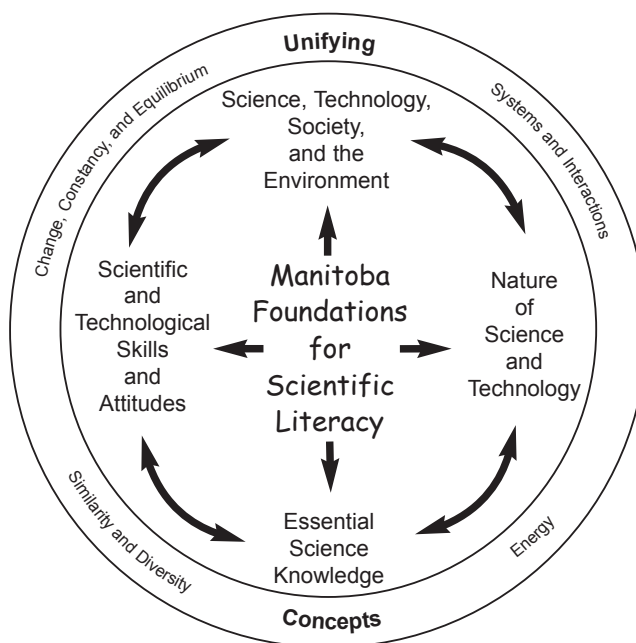 Unifying
Change, Constancy, and Equilibrium
Systems and Interactions
Science, Technology,
Society,
and the
Environment
Scientific
and
Technological
Skills
and
Attitudes
Manitoba
Foundations
for
Scientific
Literacy
Nature
of
Science
and
Technology
Essential
Science
Knowledge
Similarity and Diversity
Energy
Concepts